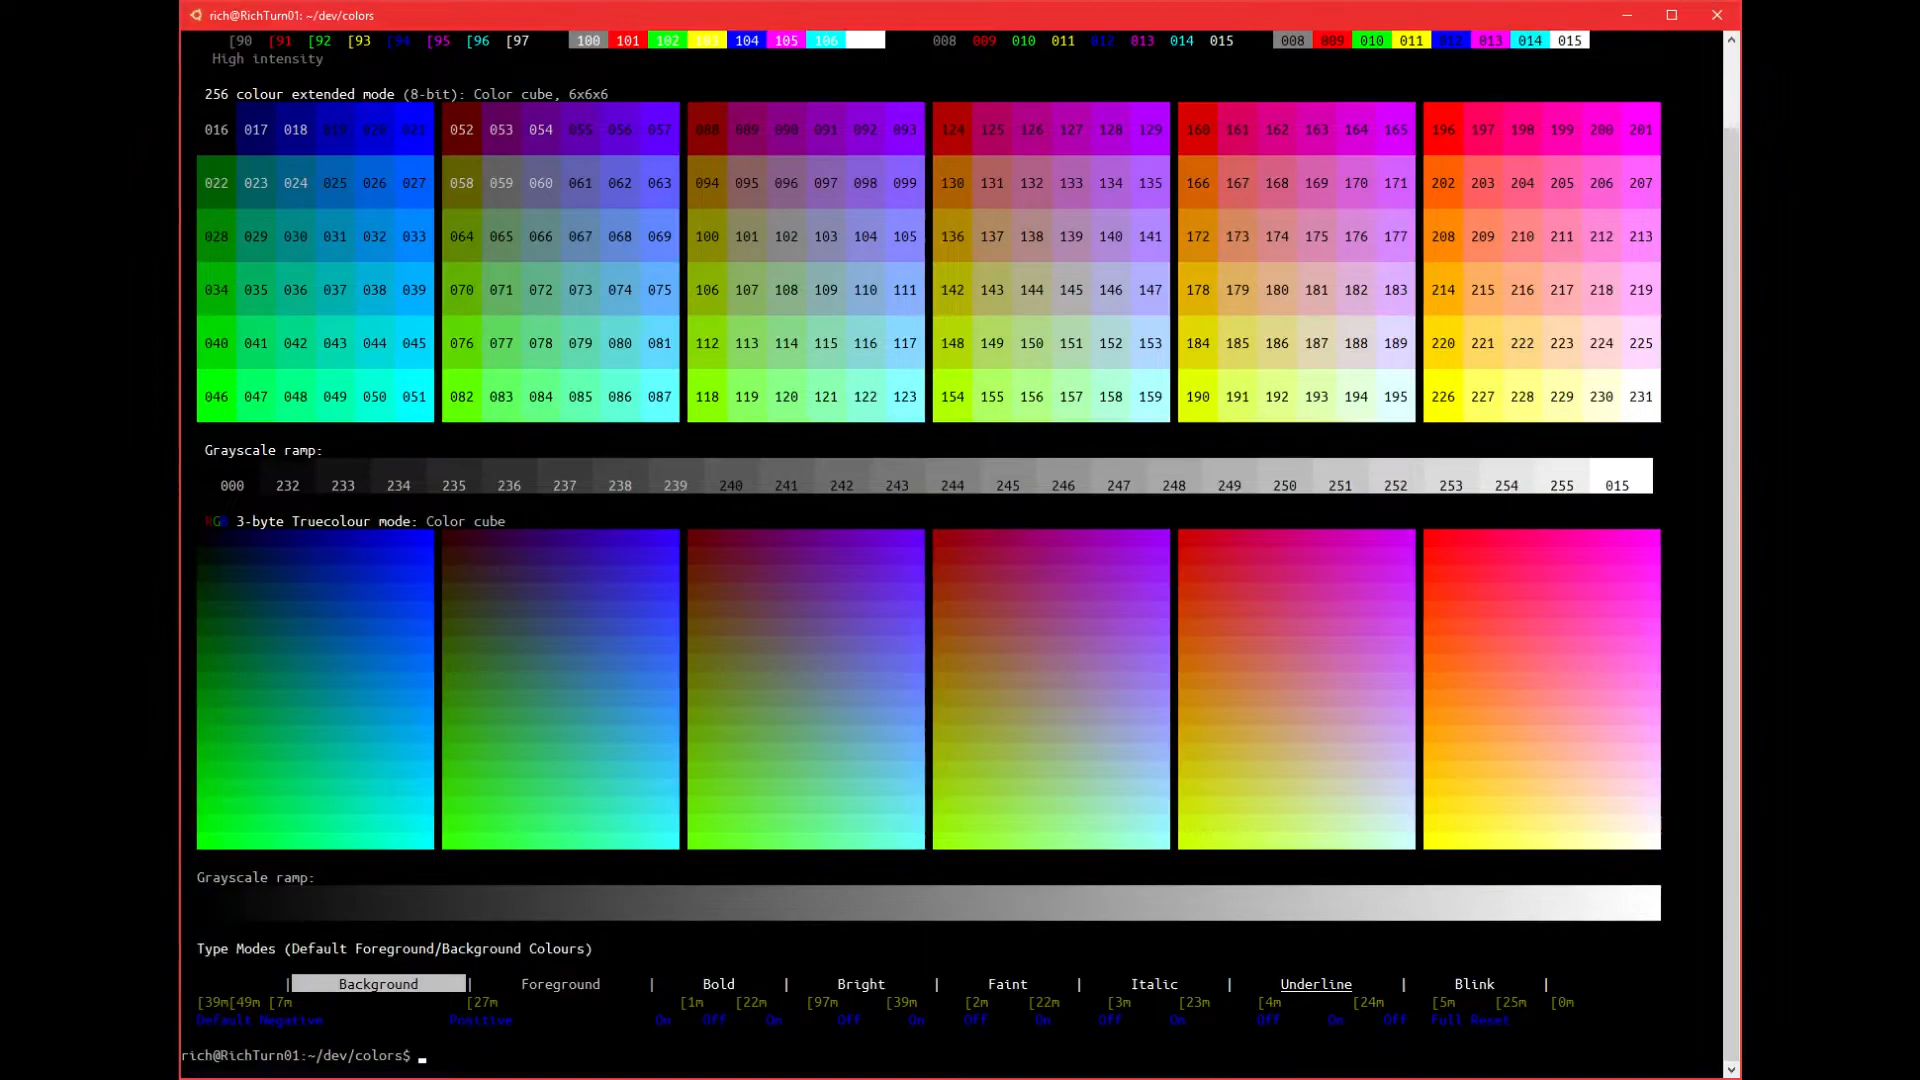 rich@RichTurn01: ~/dev/colors
[90 [91 [92 [93 [94 [95 [96 [97 100 101 102 103 104 105 106 008 009 010 011 012 013 014 015 008 009 010 011 012 013 014 015
High intensity
256 colour extended mode (8-bit): Color cube, 6x6x6
016 017 018 019 020 021 052 053 054 055 056 057 088 089 090 091 092 093 124 125 126 127 128 129 160 161 162 163 164 165 196 197 198 199 200 201
022 023 024 025 026 027 058 059 060 061 062 063 094 095 096 097 098 099 130 131 132 133 134 135 166 167 168 169 170 171 202 203 204 205 206 207
028 029 030 031 032 033 064 065 066 067 068 069 100 101 102 103 104 105 136 137 138 139 140 141 172 173 174 175 176 177 208 209 210 211 212 213
034 035 036 037 038 039 070 071 072 073 074 075 106 107 108 109 110 111 142 143 144 145 146 147 178 179 180 181 182 183 214 215 216 217 218 219
040 041 042 043 044 045 076 077 078 079 080 081 112 113 114 115 116 117 148 149 150 151 152 153 184 185 186 187 188 189 220 221 222 223 224 225
046 047 048 049 050 051 082 083 084 085 086 087 118 119 120 121 122 123 154 155 156 157 158 159 190 191 192 193 194 195 226 227 228 229 230 231
Grayscale ramp:
000 232 233 234 235 236 237 238 239 240 241 242 243 244 245 246 247 248 249 250 251 252 253 254 255 015
RGB 3-byte Truecolour mode: Color cube
Grayscale ramp:
Type Modes (Default Foreground/Background Colours)
| Background | Foreground | Bold | Bright | Faint | Italic | Underline | Blink |
[39m[49m [7m [27m [1m [22m [97m [39m [2m [22m [3m [23m [4m [24m [5m [25m [0m
Default Negative Positive On Off On Off On Off On Off On Off On Off Full Reset
rich@RichTurn01:~/dev/colors$